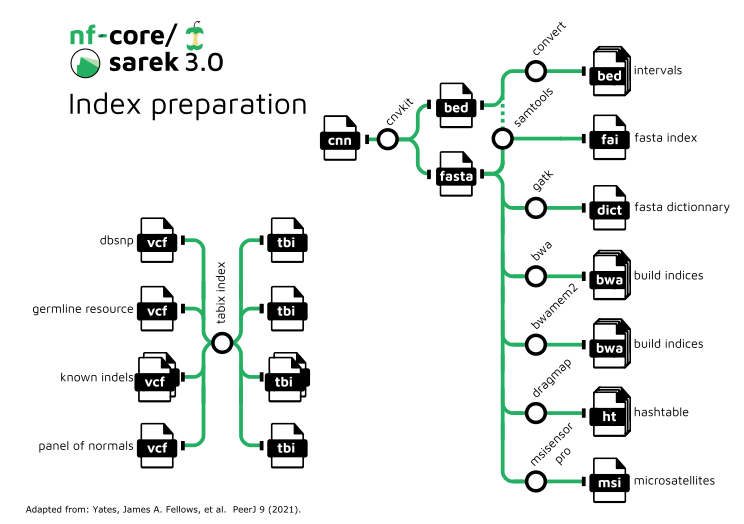 nf-core/
sarek 3.0
Index preparation
cnn
cnvkit
bed
fasta
convert
bed
intervals
samtools
fai
fasta index
gatk
dict
fasta dictionnary
bwa
bwa
build indices
bwamem2
bwa
build indices
dragmap
ht
hashtable
msisensor
pro
msi
microsatellites
dbsnp
vcf
tabix index
tbi
germline resource
vcf
tbi
known indels
vcf
tbi
panel of normals
vcf
tbi
Adapted from: Yates, James A. Fellows, et al. PeerJ 9 (2021).